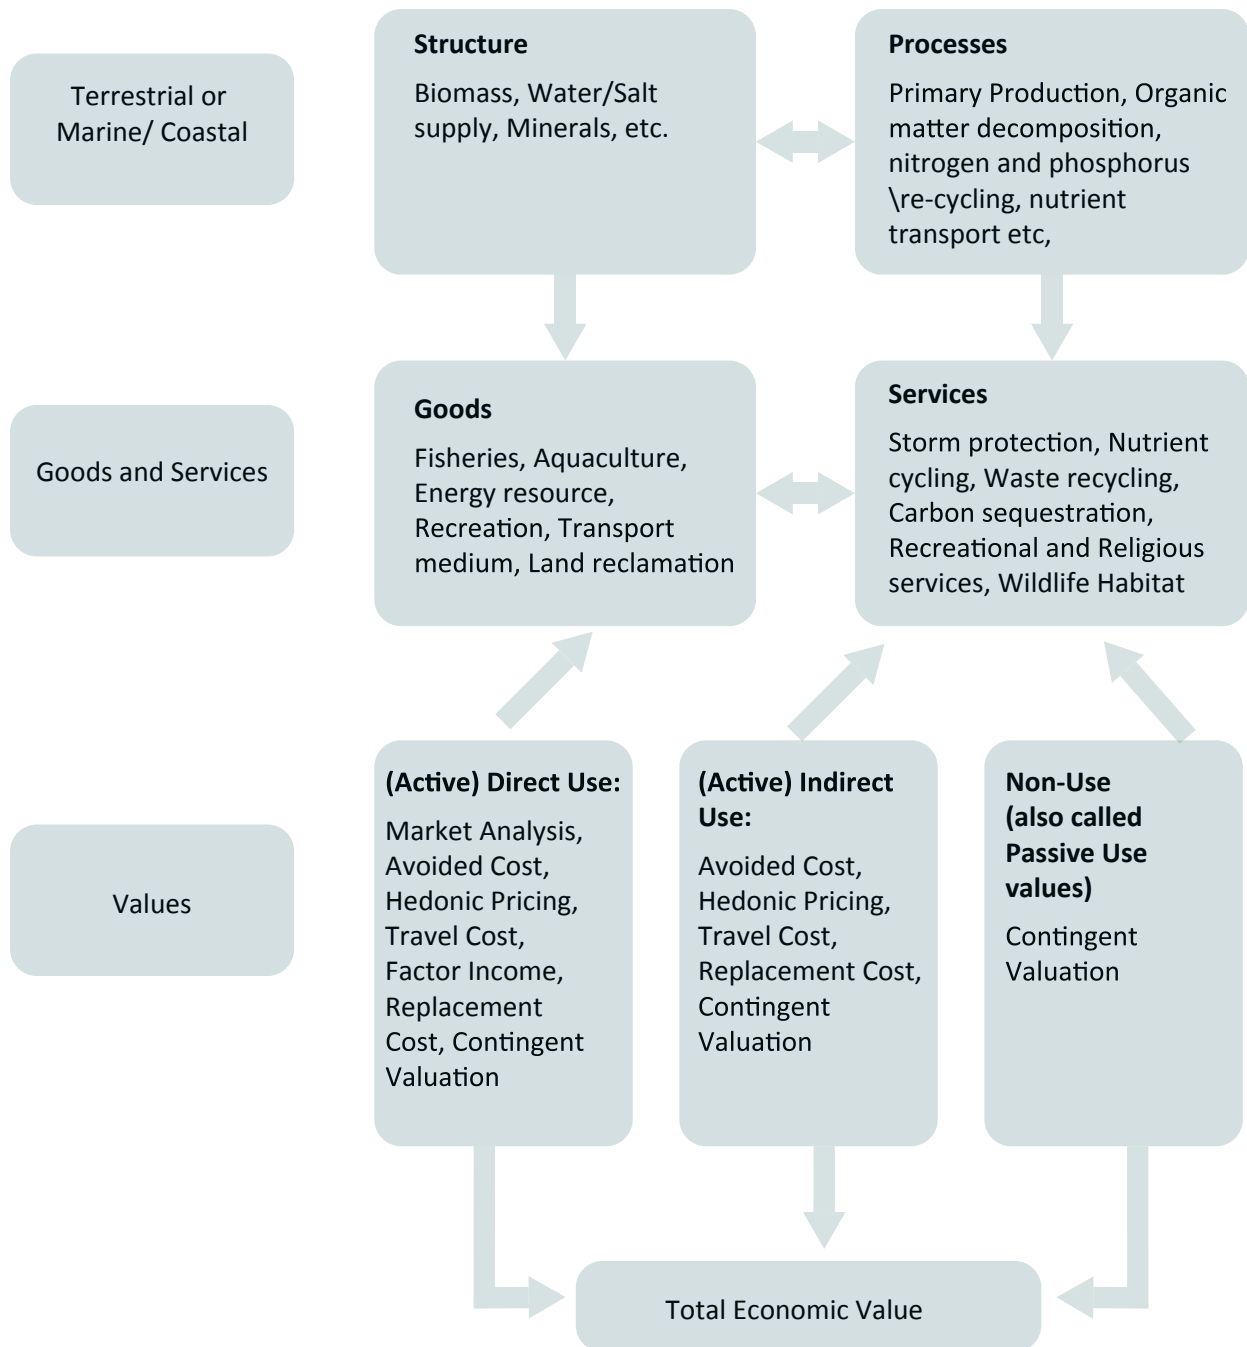 Terrestrial or
Marine/ Coastal
Structure
Biomass, Water/Salt
supply, Minerals, etc.
Processes
Primary Production, Organic
matter decomposition,
nitrogen and phosphorus
\re-cycling, nutrient
transport etc,
Goods and Services
Goods
Fisheries, Aquaculture,
Energy resource,
Recreation, Transport
medium, Land reclamation
Services
Storm protection, Nutrient
cycling, Waste recycling,
Carbon sequestration,
Recreational and Religious
services, Wildlife Habitat
Values
(Active) Direct Use:
Market Analysis,
Avoided Cost,
Hedonic Pricing,
Travel Cost,
Factor Income,
Replacement
Cost, Contingent
Valuation
(Active) Indirect
Use:
Avoided Cost,
Hedonic Pricing,
Travel Cost,
Replacement Cost,
Contingent
Valuation
Non-Use
(also called
Passive Use
values)
Contingent
Valuation
Total Economic Value